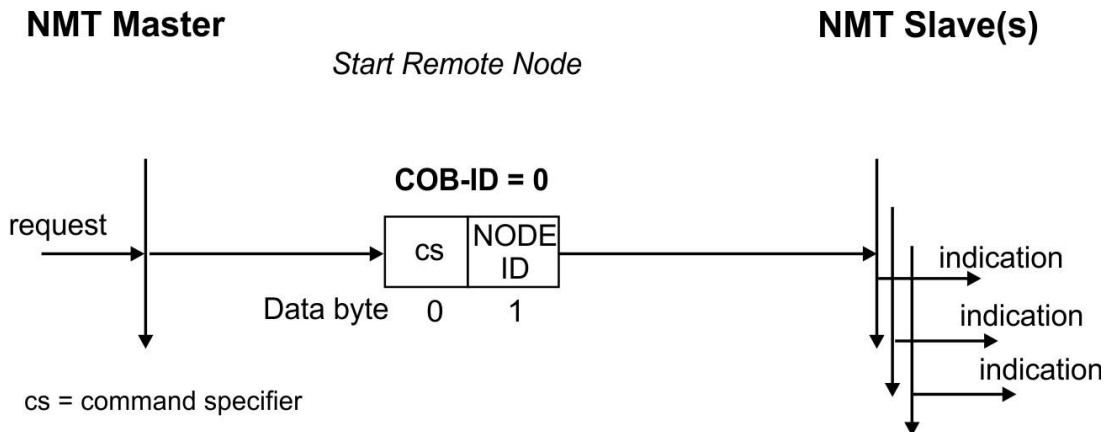 NMT Master
NMT Slave(s)
Start Remote Node
COB-ID = 0
request
cs
NODE
ID
indication
Data byte 0 1
indication
indication
cs = command specifier